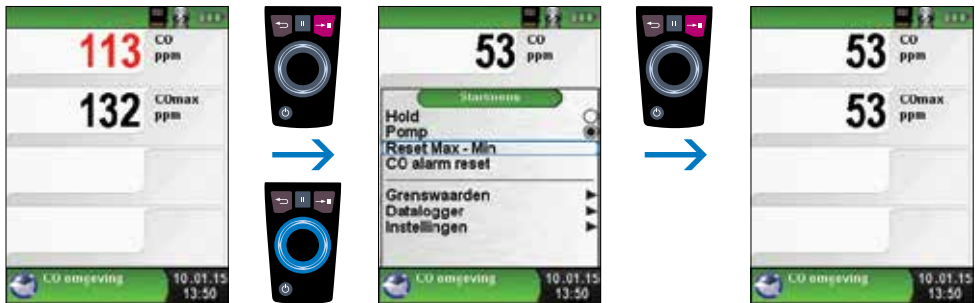 113 CO ppm
132 COmax ppm
CO omgeving 10.01.15 13:50
53 CO ppm
Startmenu
Hold
Pomp
Reset Max - Min
CO alarm reset
Grenswaarden
Datalogger
Instellingen
CO omgeving 10.01.15 13:50
53 CO ppm
53 COmax ppm
CO omgeving 10.01.15 13:50